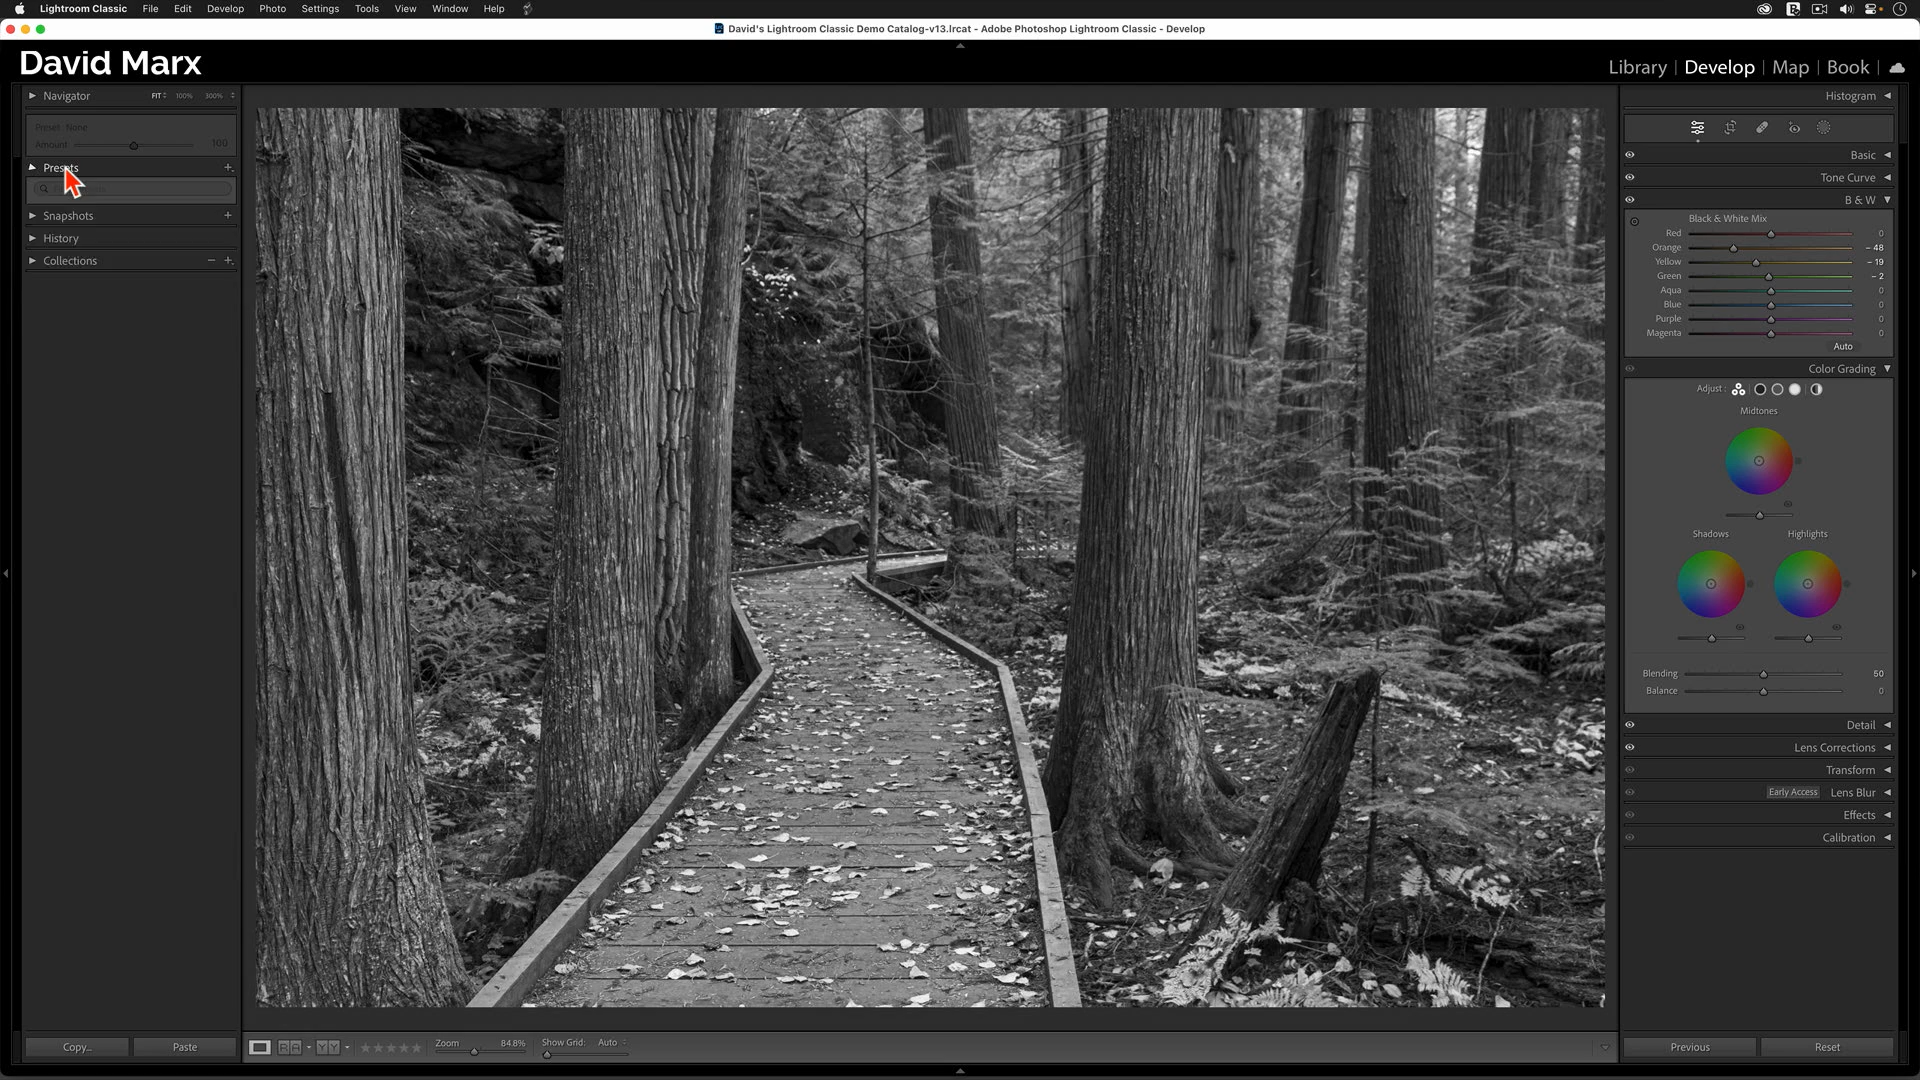 Lightroom Classic File Edit Develop Photo Settings Tools View Window Help
David's Lightroom Classic Demo Catalog-v13.lrcat - Adobe Photoshop Lightroom Classic - Develop
David Marx
Library | Develop | Map | Book |
Navigator FIT 100% 300%
Preset None
Amount 100
Presets
Snapshots
History
Collections
Copy... Paste
Zoom 84.8% Show Grid: Auto
Histogram
Basic
Tone Curve
B & W
Black & White Mix
Red 0
Orange - 48
Yellow - 19
Green - 2
Aqua 0
Blue 0
Purple 0
Magenta 0
Auto
Color Grading
Adjust :
Midtones
Shadows Highlights
Blending 50
Balance 0
Detail
Lens Corrections
Transform
Early Access Lens Blur
Effects
Calibration
Previous Reset